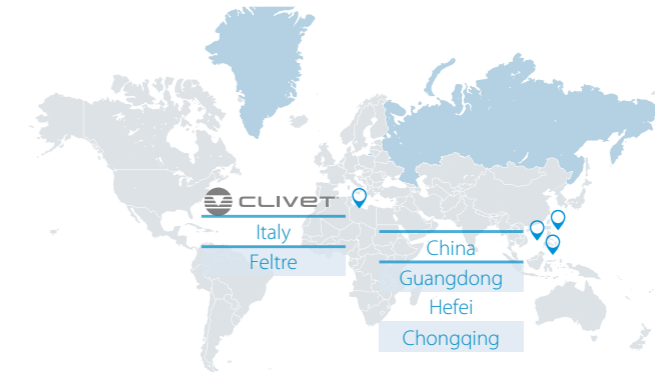 CLIVET
Italy
Feltre
China
Guangdong
Hefei
Chongqing